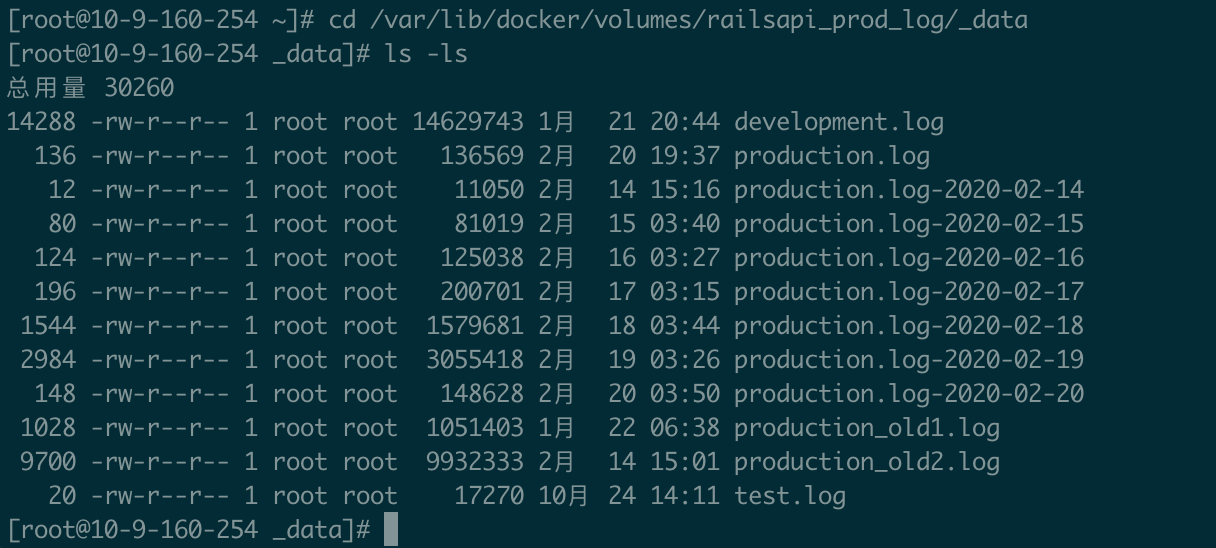 [root@10-9-160-254 ~]# cd /var/lib/docker/volumes/railsapi_prod_log/_data
[root@10-9-160-254 _data]# ls -ls
总用量 30260
14288 -rw-r--r-- 1 root root 14629743 1月  21 20:44 development.log
  136 -rw-r--r-- 1 root root   136569 2月  20 19:37 production.log
   12 -rw-r--r-- 1 root root    11050 2月  14 15:16 production.log-2020-02-14
   80 -rw-r--r-- 1 root root    81019 2月  15 03:40 production.log-2020-02-15
  124 -rw-r--r-- 1 root root   125038 2月  16 03:27 production.log-2020-02-16
  196 -rw-r--r-- 1 root root   200701 2月  17 03:15 production.log-2020-02-17
 1544 -rw-r--r-- 1 root root  1579681 2月  18 03:44 production.log-2020-02-18
 2984 -rw-r--r-- 1 root root  3055418 2月  19 03:26 production.log-2020-02-19
  148 -rw-r--r-- 1 root root   148628 2月  20 03:50 production.log-2020-02-20
 1028 -rw-r--r-- 1 root root  1051403 1月  22 06:38 production_old1.log
 9700 -rw-r--r-- 1 root root  9932333 2月  14 15:01 production_old2.log
   20 -rw-r--r-- 1 root root    17270 10月 24 14:11 test.log
[root@10-9-160-254 _data]#